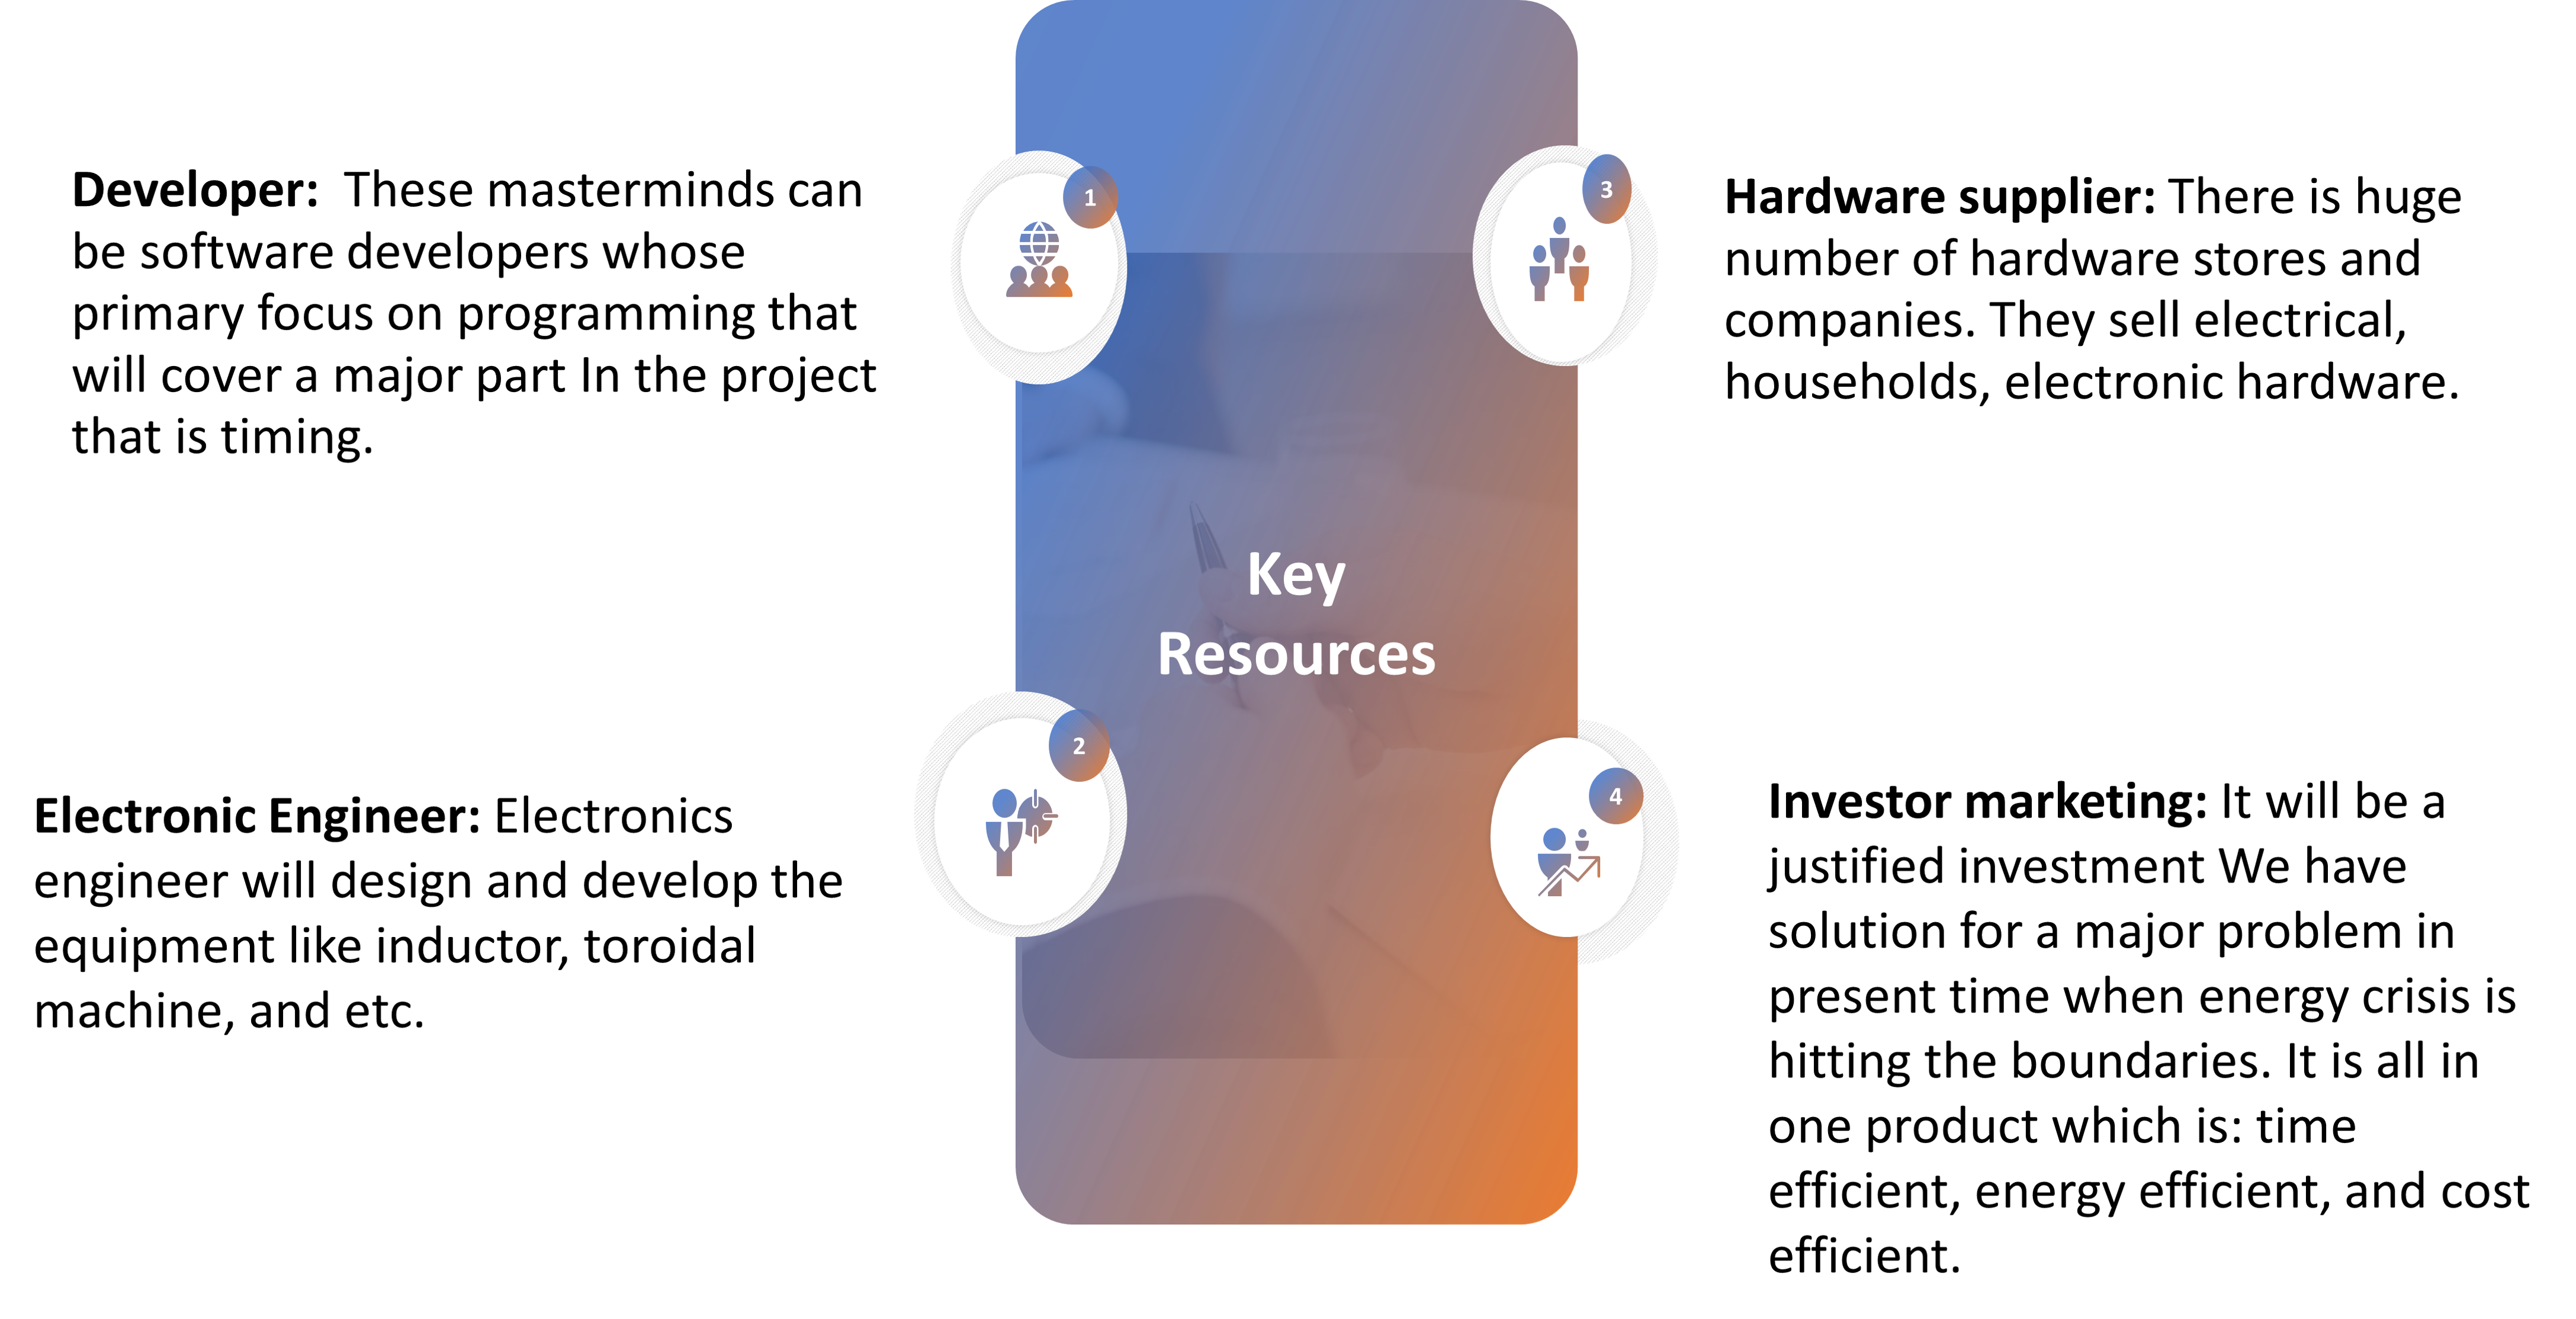 Developer:  These masterminds can
be software developers whose
primary focus on programming that
will cover a major part In the project
that is timing.
1
Electronic Engineer: Electronics
engineer will design and develop the
equipment like inductor, toroidal
machine, and etc.
2
Key
Resources
3
Hardware supplier: There is huge
number of hardware stores and
companies. They sell electrical,
households, electronic hardware.
4
Investor marketing: It will be a
justified investment We have
solution for a major problem in
present time when energy crisis is
hitting the boundaries. It is all in
one product which is: time
efficient, energy efficient, and cost
efficient.